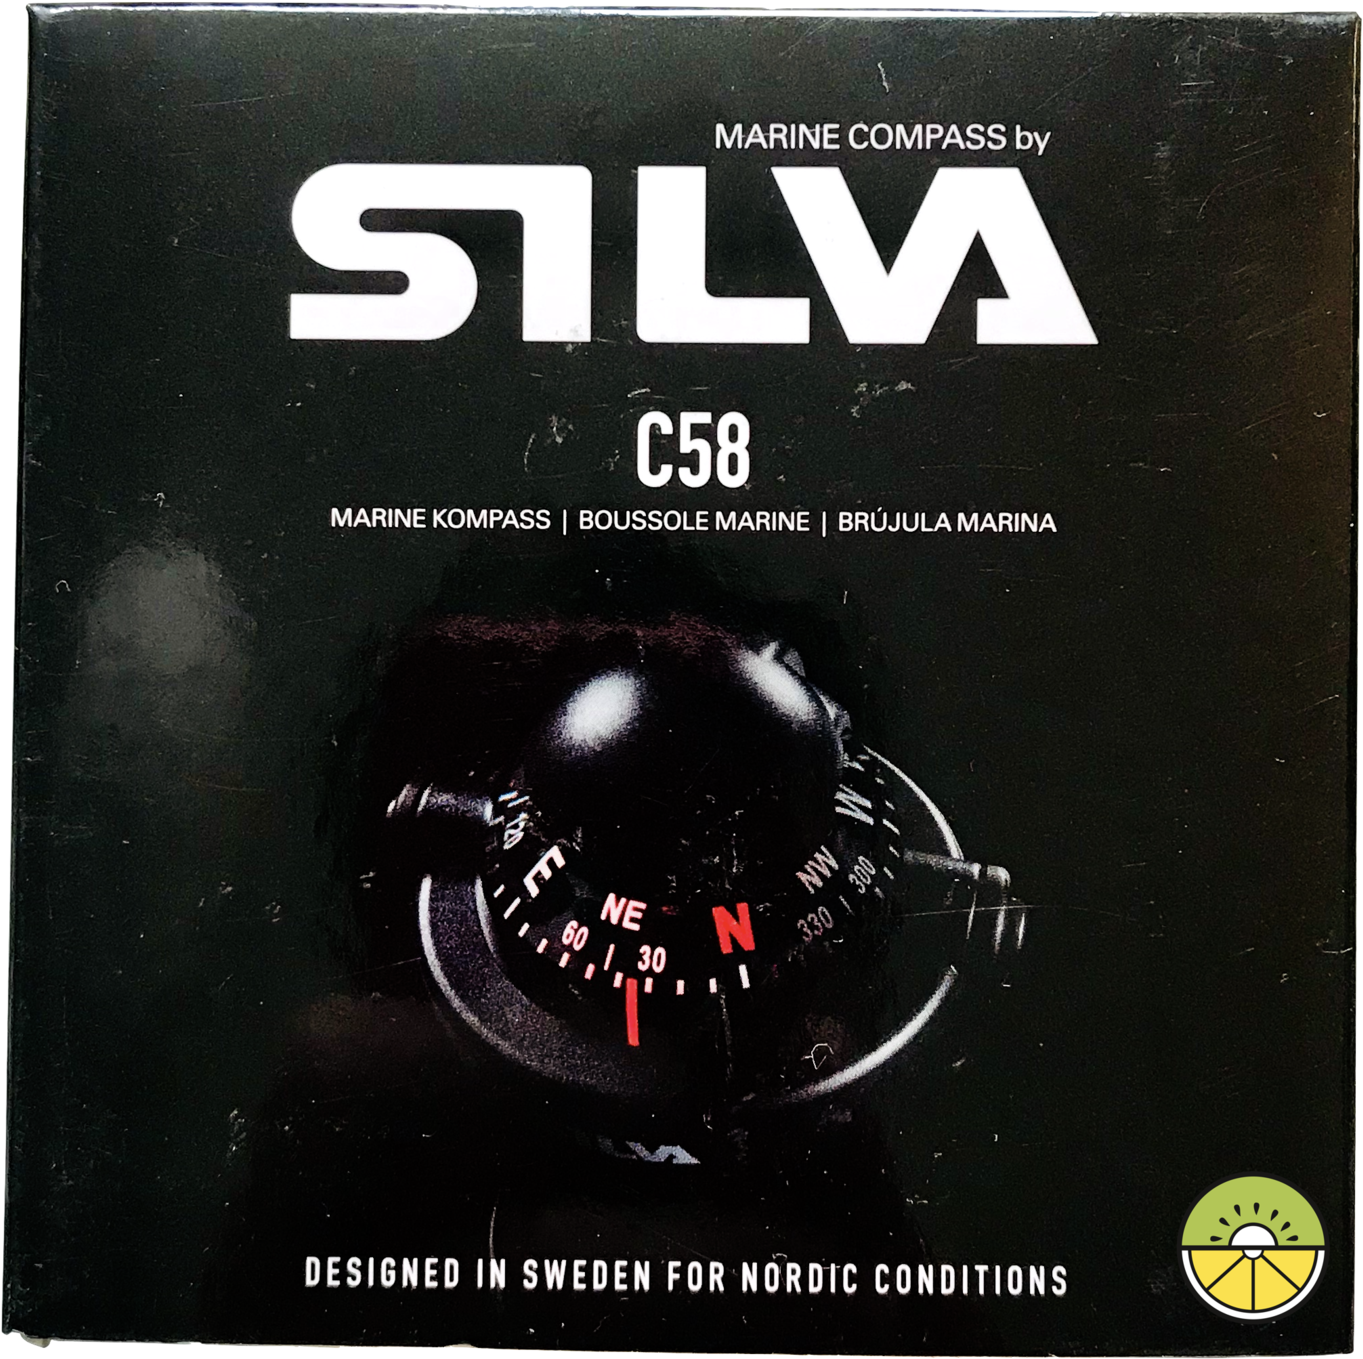 MARINE COMPASS by
SILVA
C58
MARINE KOMPASS | BOUSSOLE MARINE | BRÚJULA MARINA
W
E
NW
300
NE
N
330
60
30
DESIGNED IN SWEDEN FOR NORDIC CONDITIONS